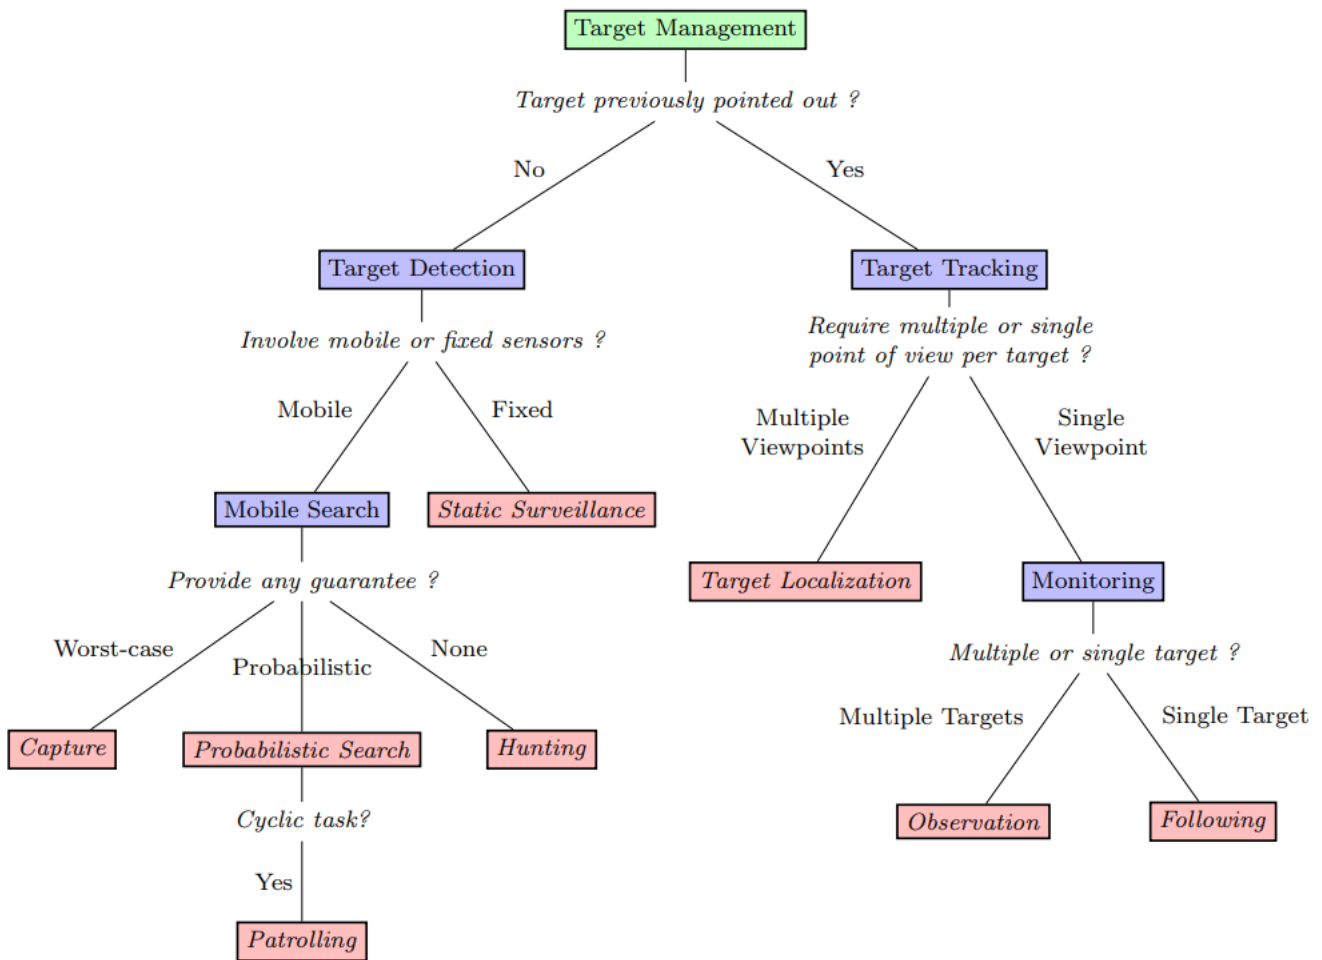 Target Management
Target previously pointed out ?
No
Yes
Target Detection
Target Tracking
Involve mobile or fixed sensors ?
Require multiple or single
point of view per target ?
Mobile
Fixed
Multiple
Viewpoints
Single
Viewpoint
Mobile Search
Static Surveillance
Target Localization
Monitoring
Provide any guarantee ?
Multiple or single target ?
Worst-case
Probabilistic
None
Multiple Targets
Single Target
Capture
Probabilistic Search
Hunting
Observation
Following
Cyclic task?
Yes
Patrolling